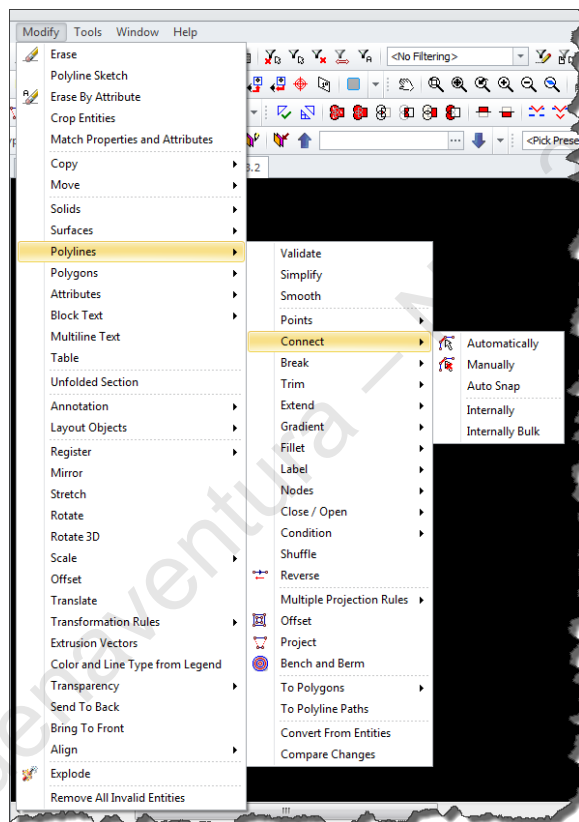 Modify Tools Window Help
<No Filtering>
3.2
<Pick Prese
Erase
Polyline Sketch
Erase By Attribute
Crop Entities
Match Properties and Attributes
Copy
Move
Solids
Surfaces
Polylines
Polygons
Attributes
Block Text
Multiline Text
Table
Unfolded Section
Annotation
Layout Objects
Register
Mirror
Stretch
Rotate
Rotate 3D
Scale
Offset
Translate
Transformation Rules
Extrusion Vectors
Color and Line Type from Legend
Transparency
Send To Back
Bring To Front
Align
Explode
Remove All Invalid Entities
Validate
Simplify
Smooth
Points
Connect
Break
Trim
Extend
Gradient
Fillet
Label
Nodes
Close / Open
Condition
Shuffle
Reverse
Multiple Projection Rules
Offset
Project
Bench and Berm
To Polygons
To Polyline Paths
Convert From Entities
Compare Changes
Automatically
Manually
Auto Snap
Internally
Internally Bulk
enaventura –